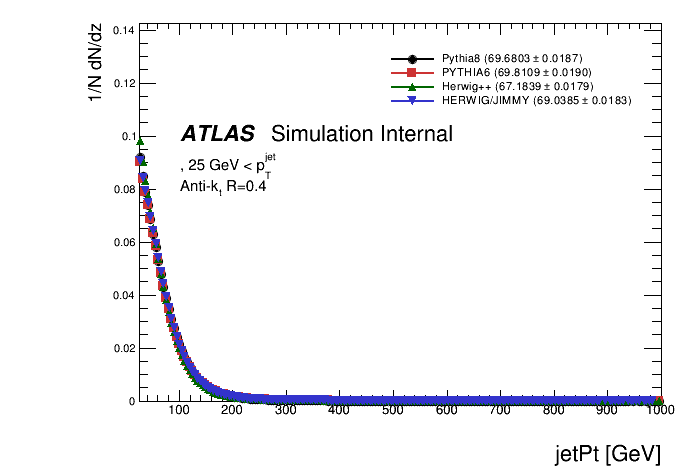 1/N dN/dz
0.14
0.12
0.1
0.08
0.06
0.04
0.02
0
Pythia8 (69.6803 ± 0.0187)
PYTHIA6 (69.8109 ± 0.0190)
Herwig++ (67.1839 ± 0.0179)
HERWIG/JIMMY (69.0385 ± 0.0183)
ATLAS Simulation Internal
, 25 GeV < p_T^jet
Anti-k_t R=0.4
100 200 300 400 500 600 700 800 900 1000
jetPt [GeV]